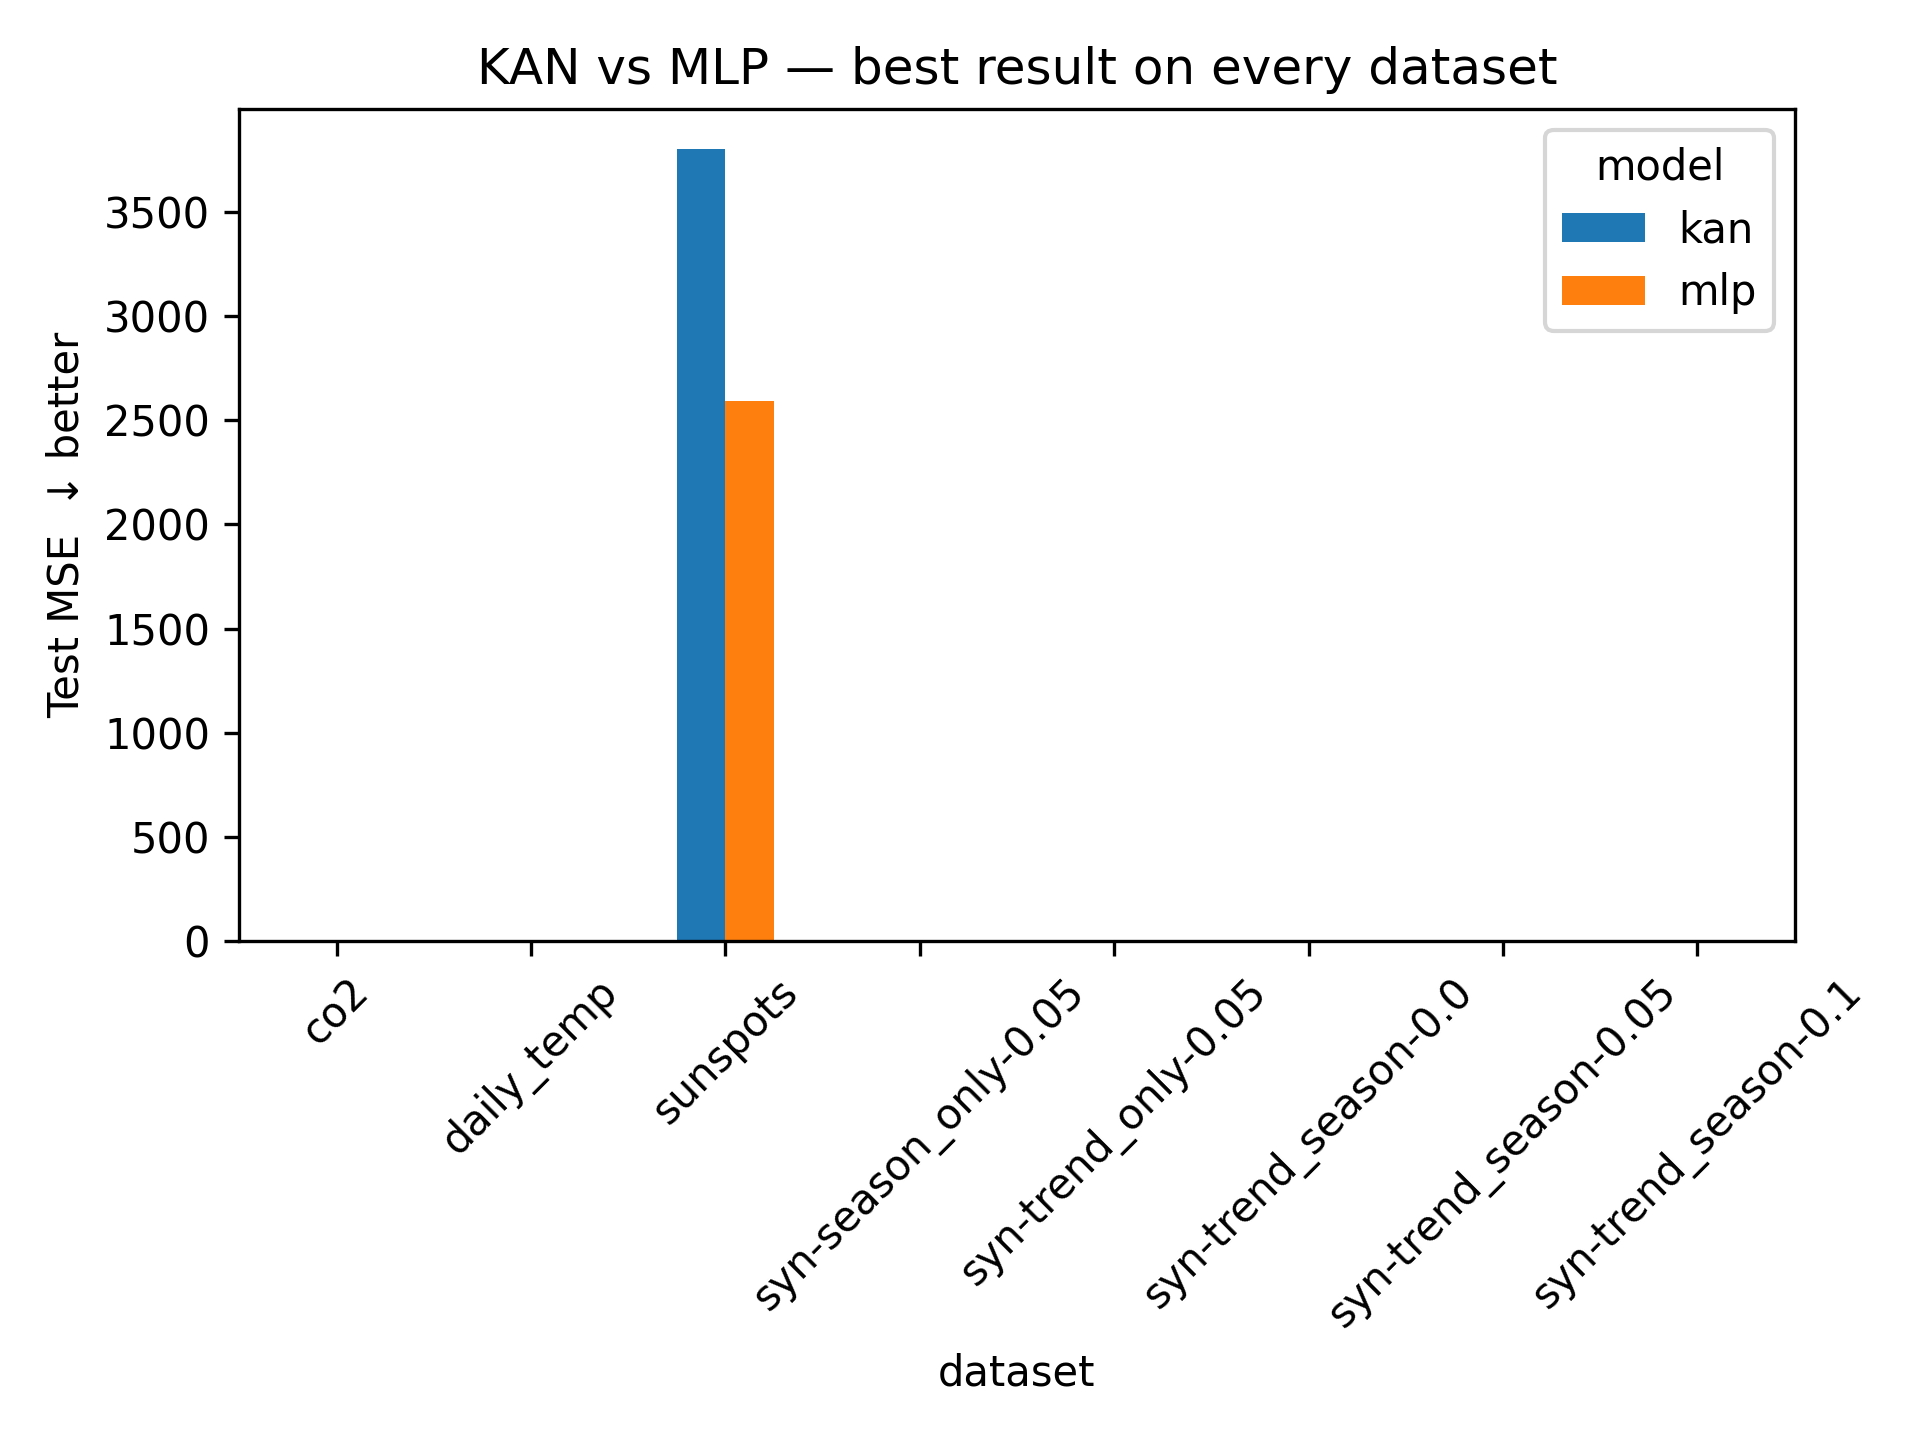 KAN vs MLP — best result on every dataset
model
kan
mlp
Test MSE ↓ better
3500
3000
2500
2000
1500
1000
500
0
co2
daily_temp
sunspots
syn-season_only-0.05
syn-trend_only-0.05
syn-trend_season-0.0
syn-trend_season-0.05
syn-trend_season-0.1
dataset